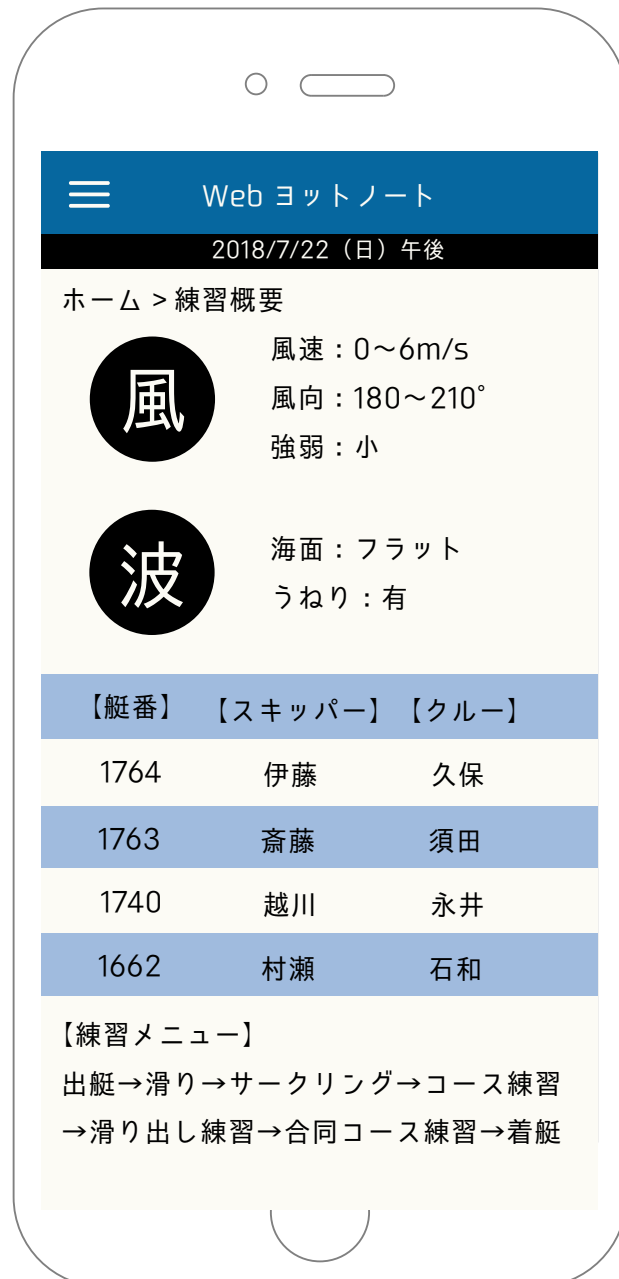 Web ヨットノート
2018/7/22（日）午後
ホーム > 練習概要
風
風速：0～6m/s
風向：180～210°
強弱：小
波
海面：フラット
うねり：有
【艇番】 【スキッパー】 【クルー】
1764 伊藤 久保
1763 斎藤 須田
1740 越川 永井
1662 村瀬 石和
【練習メニュー】
出艇→滑り→サークリング→コース練習
→滑り出し練習→合同コース練習→着艇